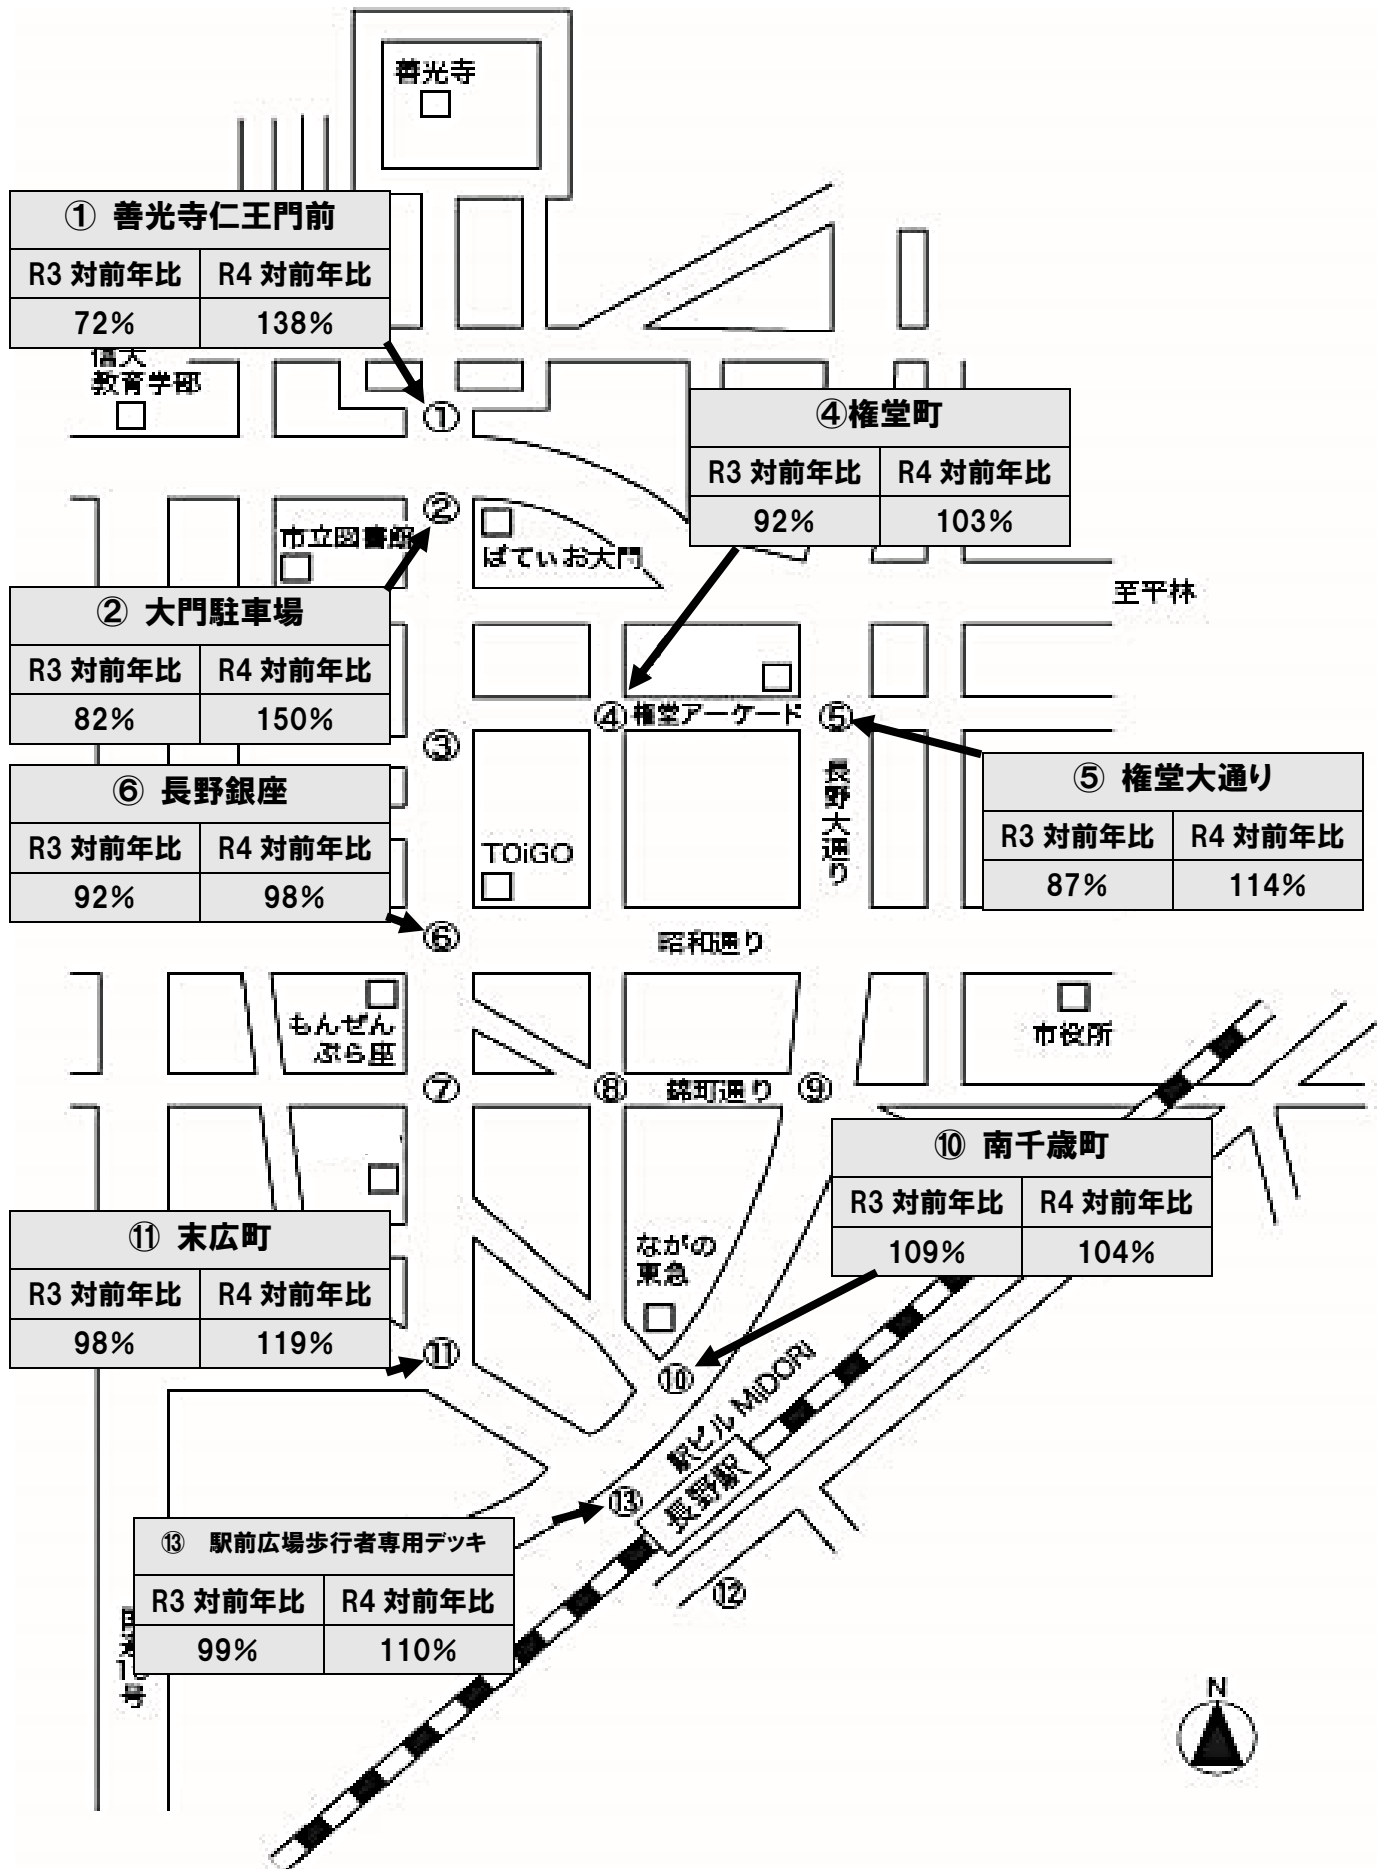 善光寺
① 善光寺仁王門前
R3 対前年比 R4 対前年比
72% 138%
信大
教育学部
①
④権堂町
R3 対前年比 R4 対前年比
92% 103%
②
市立図書館
ぱてぃお大門
至平林
② 大門駐車場
R3 対前年比 R4 対前年比
82% 150%
④ 権堂アーケード ⑤
③
長野大通り
⑤ 権堂大通り
R3 対前年比 R4 対前年比
87% 114%
⑥ 長野銀座
R3 対前年比 R4 対前年比
92% 98%
TOiGO
⑥
昭和通り
もんぜん
ぷら座
市役所
⑦ ⑧ 錦町通り ⑨
⑩ 南千歳町
R3 対前年比 R4 対前年比
109% 104%
⑪ 末広町
R3 対前年比 R4 対前年比
98% 119%
ながの
東急
⑪
⑩
駅ビル MIDORI
長野駅
⑬
⑬ 駅前広場歩行者専用デッキ
R3 対前年比 R4 対前年比
99% 110%
⑫
号
N